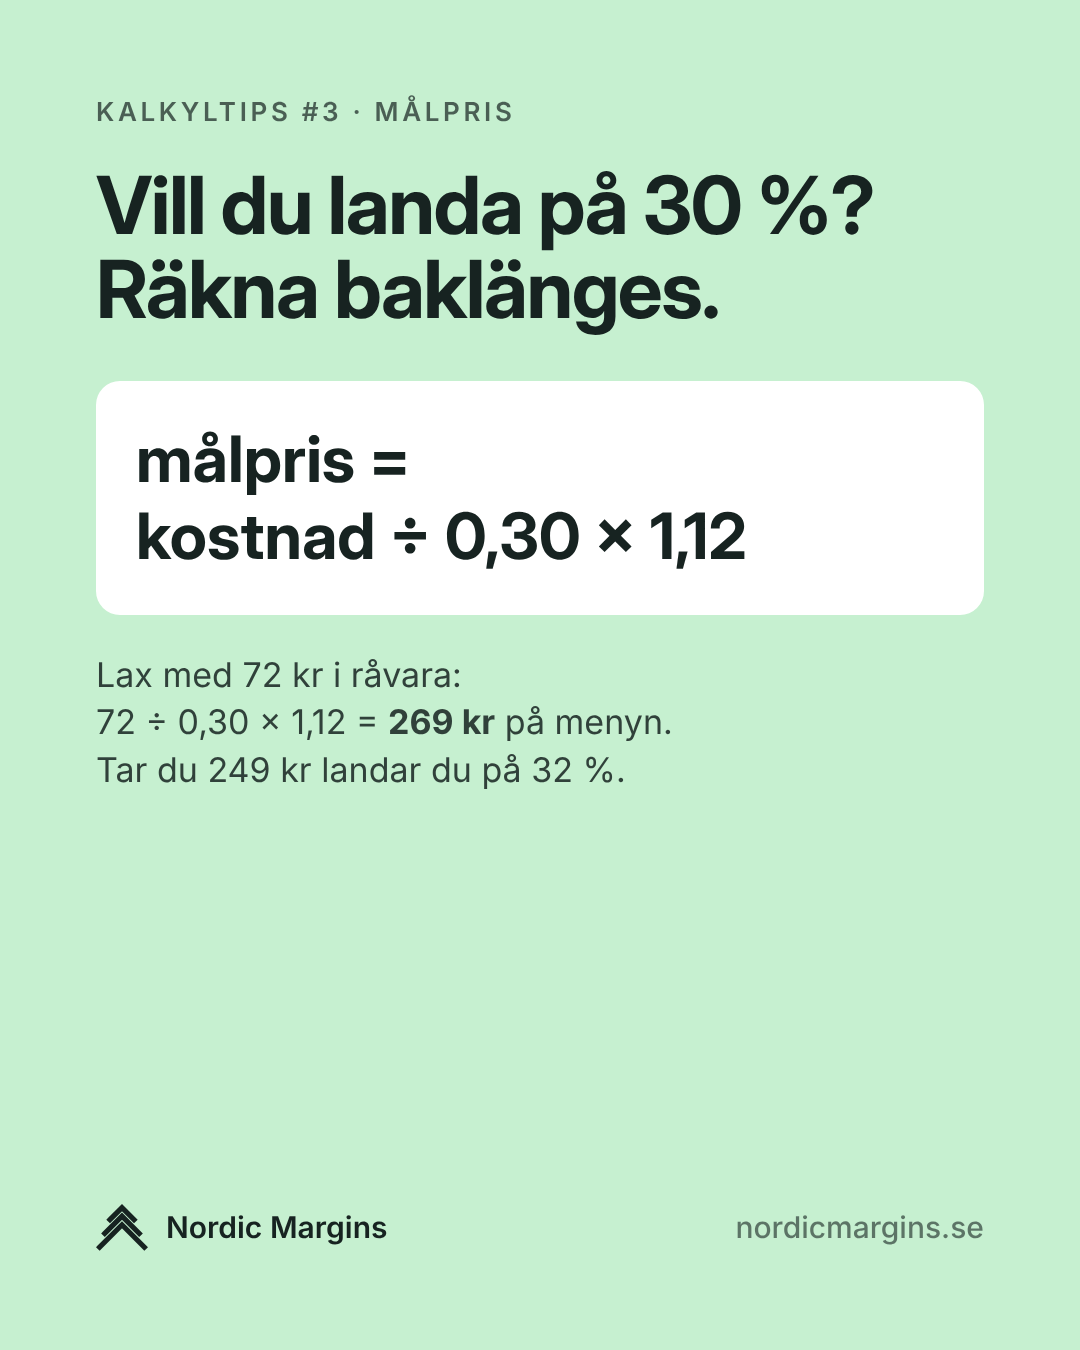 KALKYLTIPS #3 · MÅLPRIS
Vill du landa på 30 %?
Räkna baklänges.
målpris =
kostnad ÷ 0,30 × 1,12
Lax med 72 kr i råvara:
72 ÷ 0,30 × 1,12 = 269 kr på menyn.
Tar du 249 kr landar du på 32 %.
Nordic Margins
nordicmargins.se